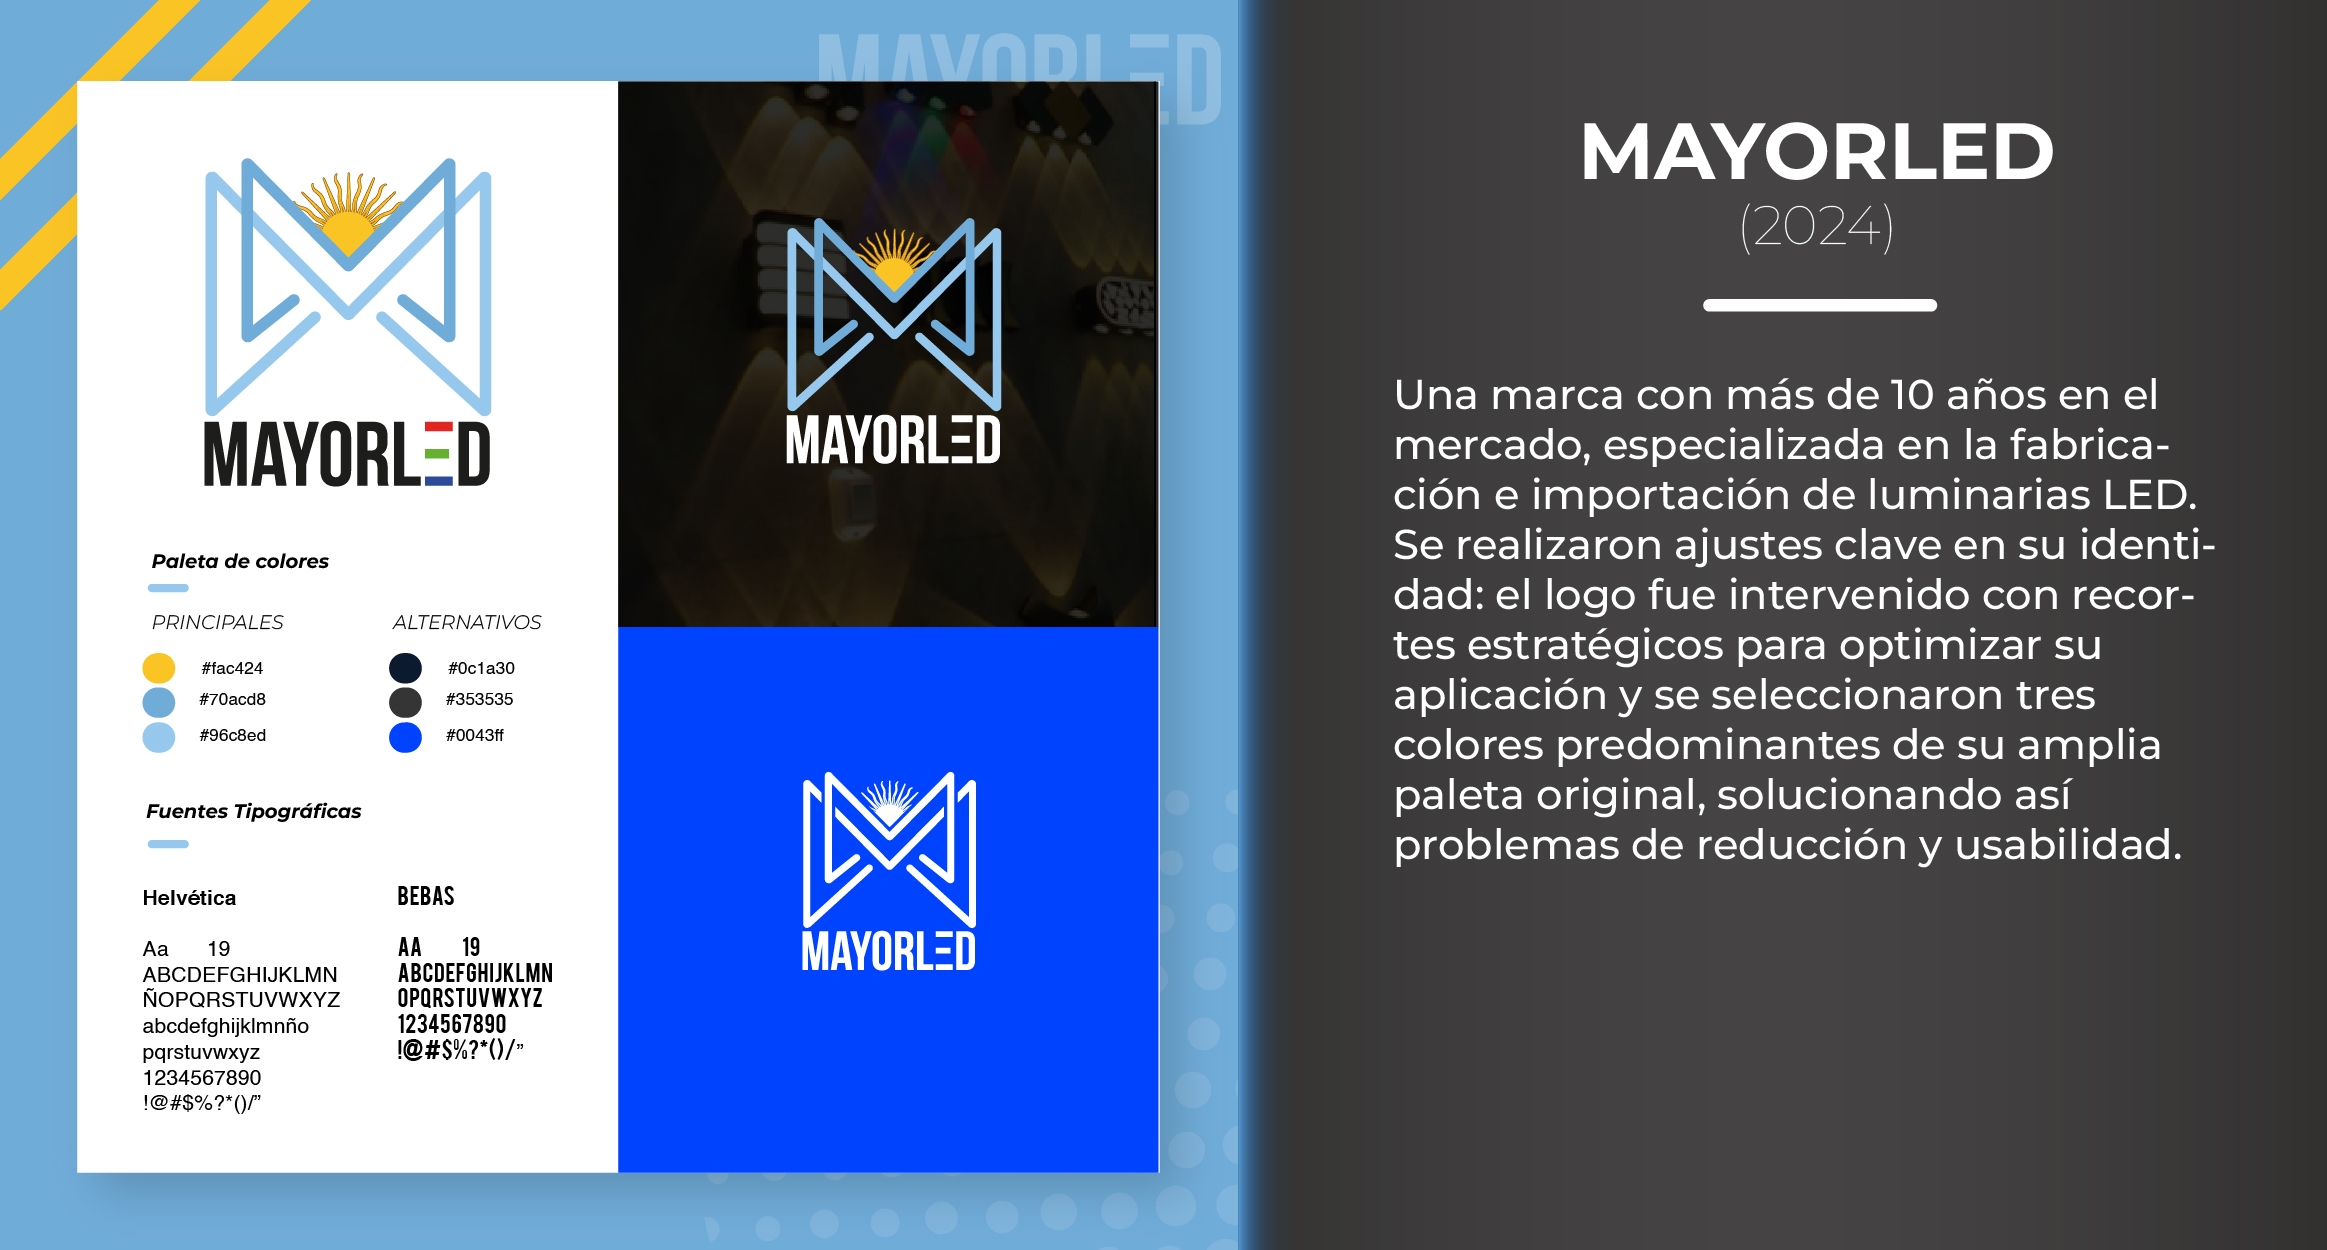 MAYORLED
MAYORLED
Paleta de colores
PRINCIPALES
#fac424
#70acd8
#96c8ed
ALTERNATIVOS
#0c1a30
#353535
#0043ff
Fuentes Tipográficas
Helvética
Aa 19
ABCDEFGHIJKLMN
ÑOPQRSTUVWXYZ
abcdefghijklmnño
pqrstuvwxyz
1234567890
!@#$%?*()/”
BEBAS
AA 19
ABCDEFGHIJKLMN
OPQRSTUVWXYZ
1234567890
!@#$%?*()/”
MAYORLED
MAYORLED
MAYORLED
(2024)
Una marca con más de 10 años en el
mercado, especializada en la fabrica-
ción e importación de luminarias LED.
Se realizaron ajustes clave en su identi-
dad: el logo fue intervenido con recor-
tes estratégicos para optimizar su
aplicación y se seleccionaron tres
colores predominantes de su amplia
paleta original, solucionando así
problemas de reducción y usabilidad.